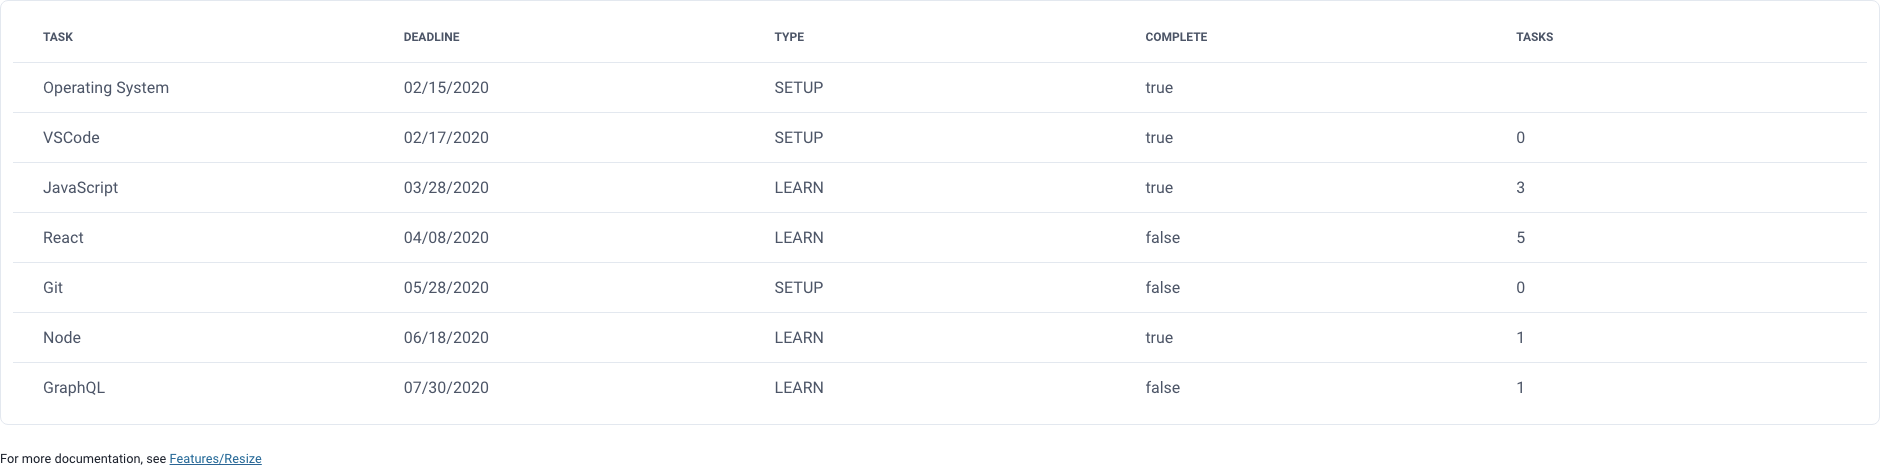 TASK DEADLINE TYPE COMPLETE TASKS
Operating System 02/15/2020 SETUP true
VSCode 02/17/2020 SETUP true 0
JavaScript 03/28/2020 LEARN true 3
React 04/08/2020 LEARN false 5
Git 05/28/2020 SETUP false 0
Node 06/18/2020 LEARN true 1
GraphQL 07/30/2020 LEARN false 1
For more documentation, see Features/Resize